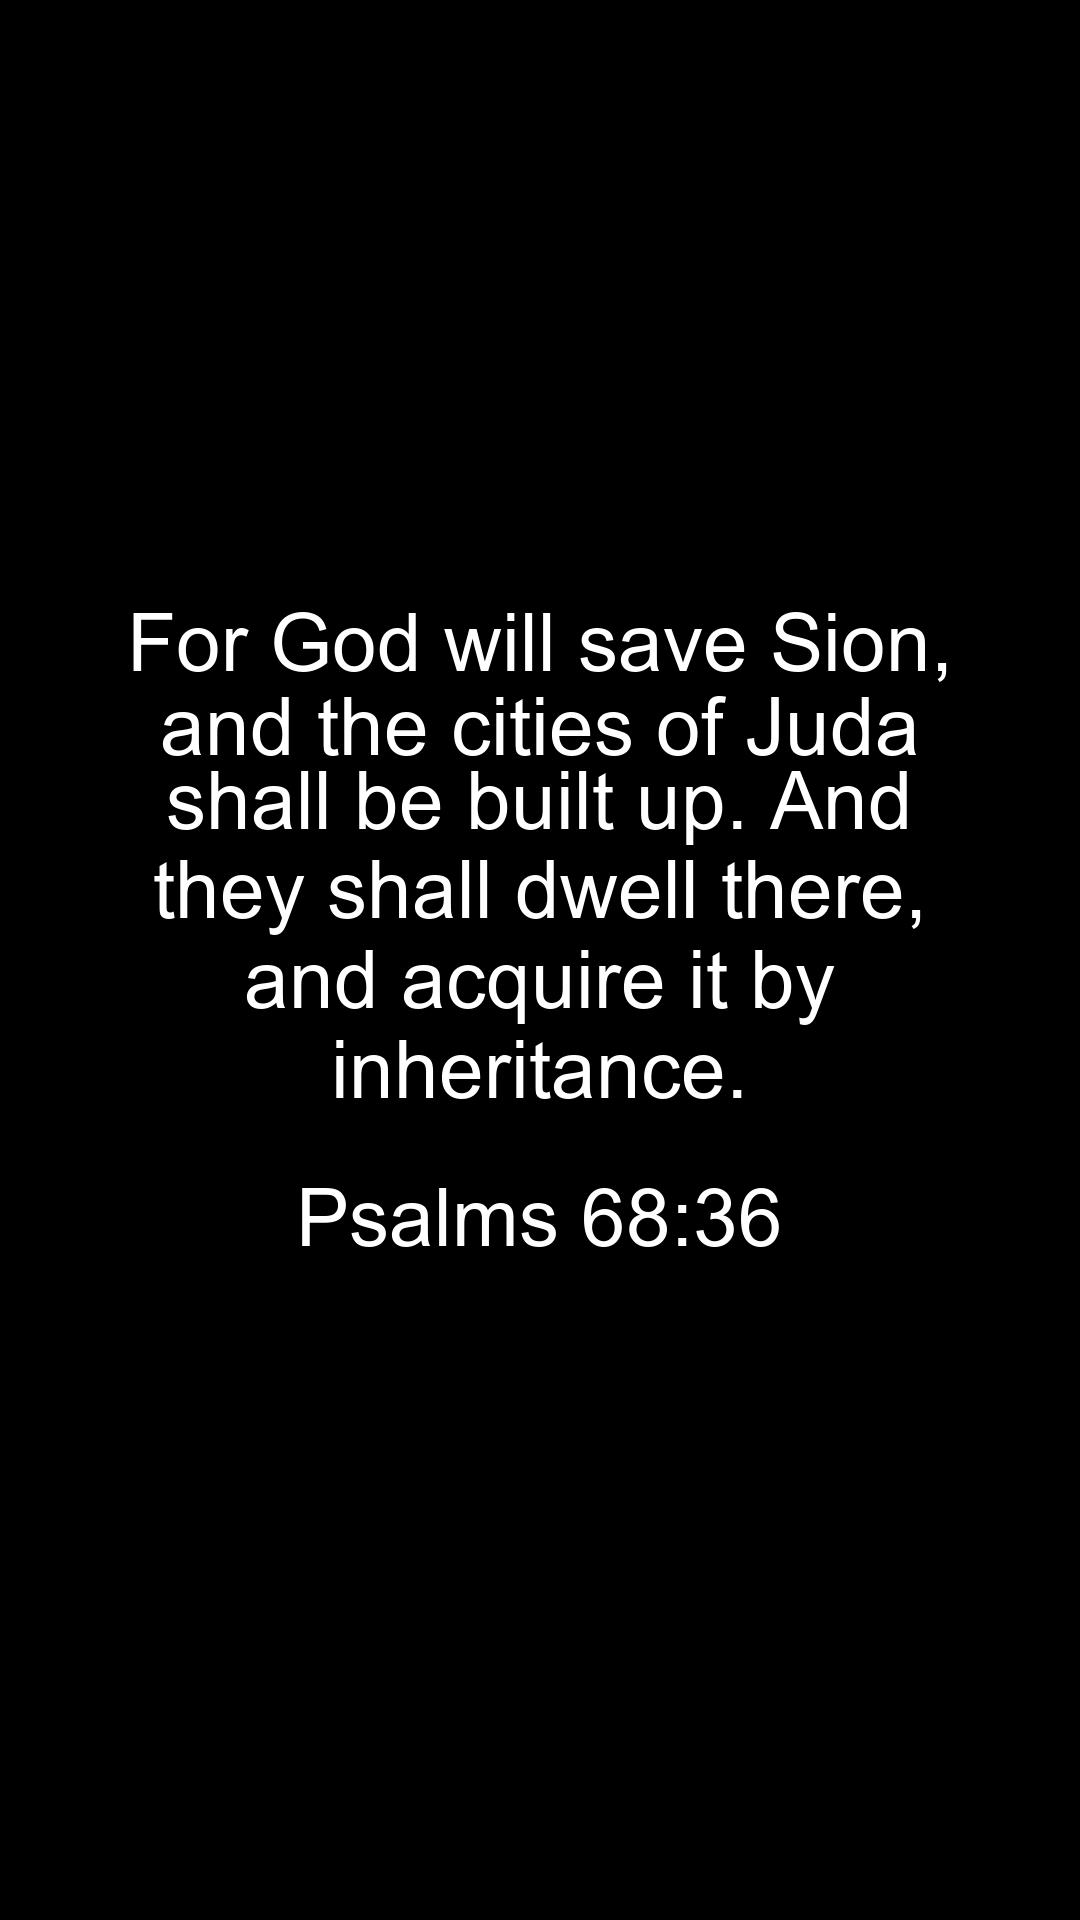 For God will save Sion,
and the cities of Juda
shall be built up. And
they shall dwell there,
and acquire it by
inheritance.
Psalms 68:36